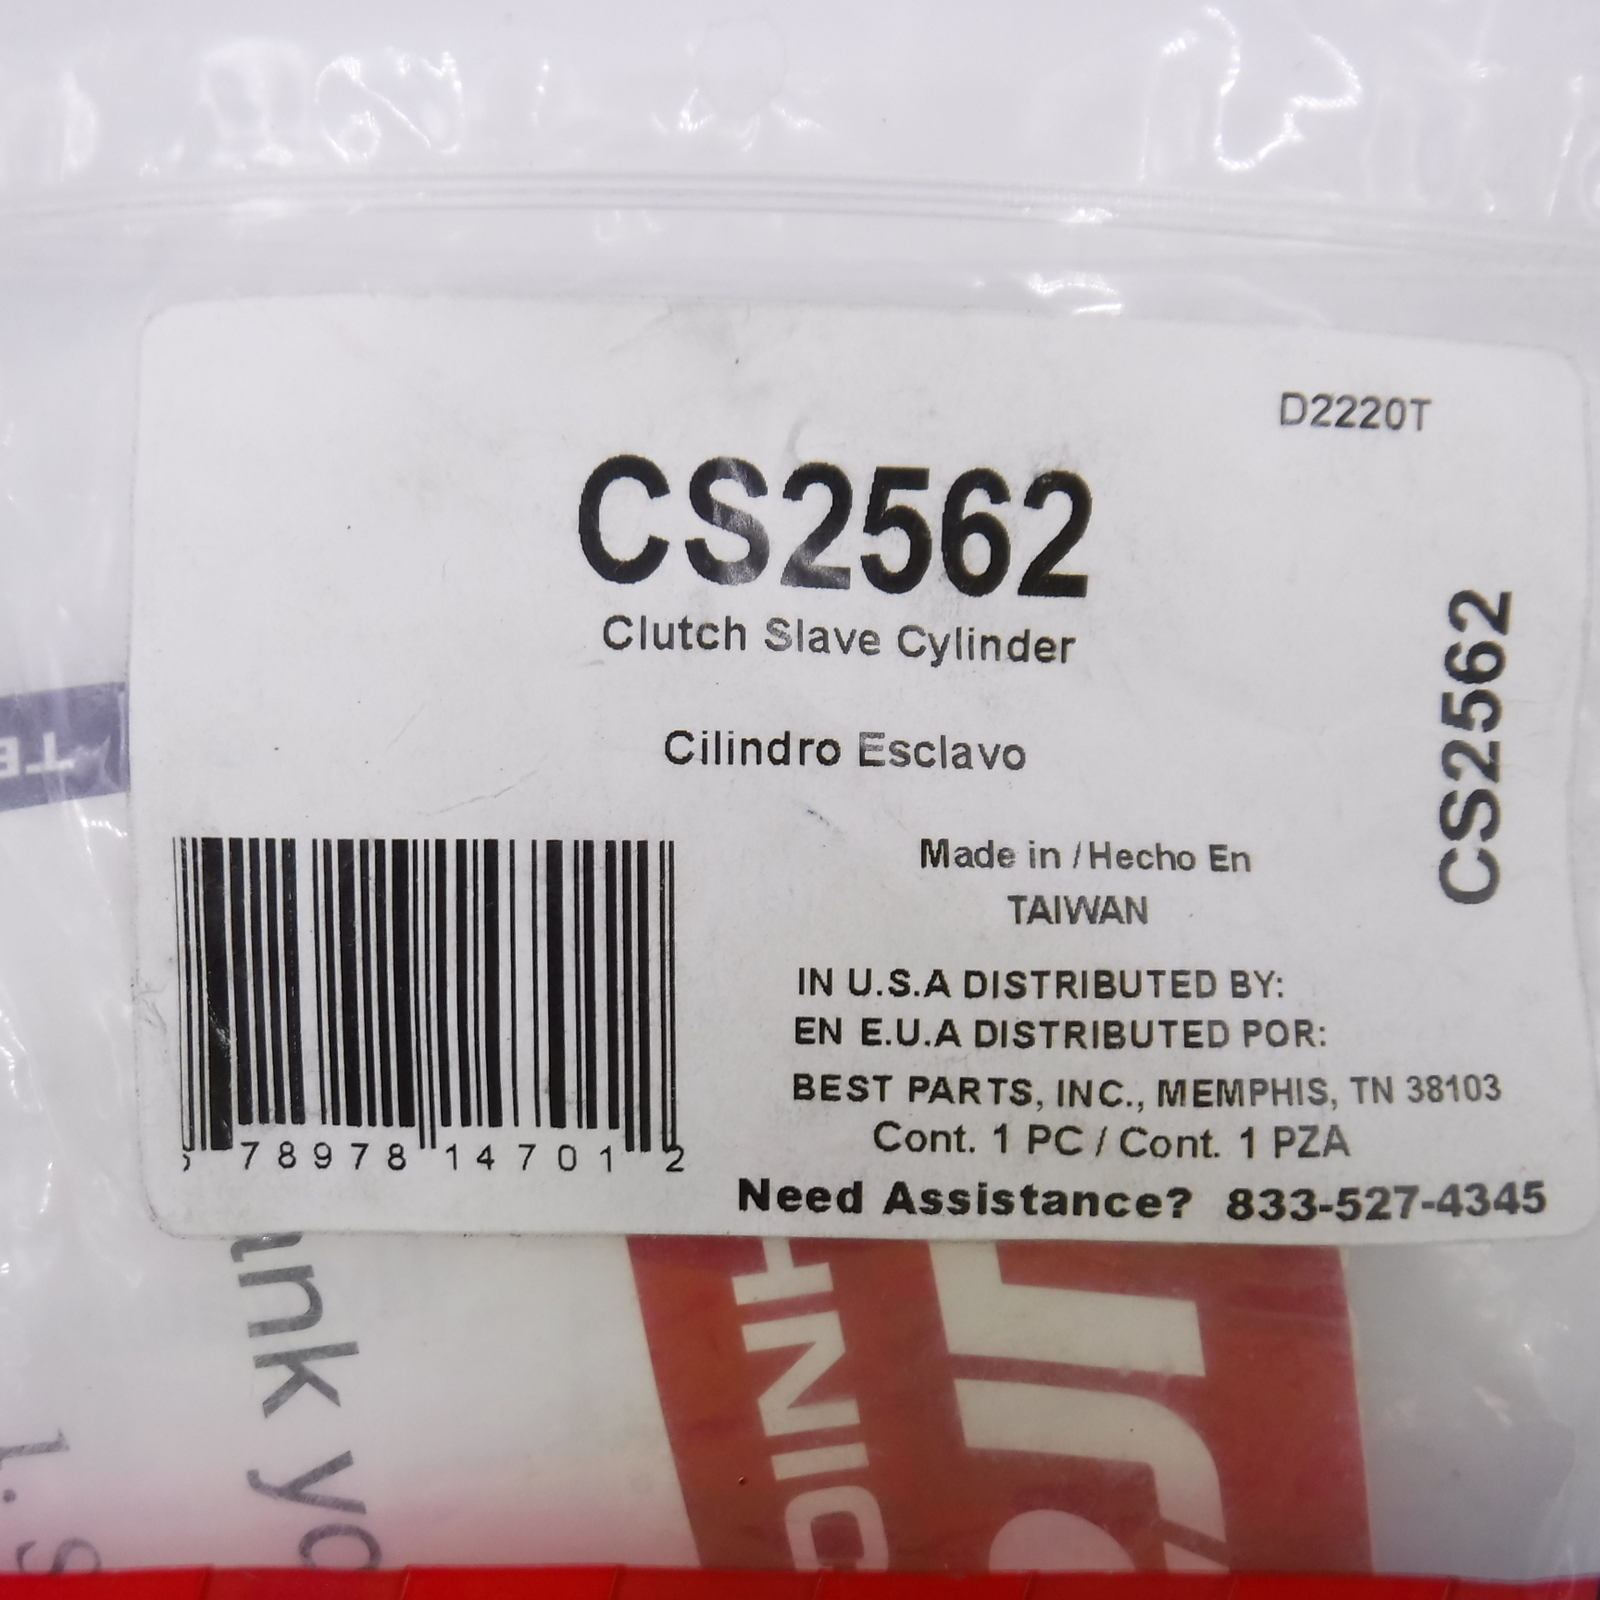 D2220T
CS2562
Clutch Slave Cylinder
Cilindro Esclavo
CS2562
Made in / Hecho En
TAIWAN
IN U.S.A DISTRIBUTED BY:
EN E.U.A DISTRIBUTED POR:
BEST PARTS, INC., MEMPHIS, TN 38103
Cont. 1 PC / Cont. 1 PZA
Need Assistance? 833-527-4345
78978 14701 2